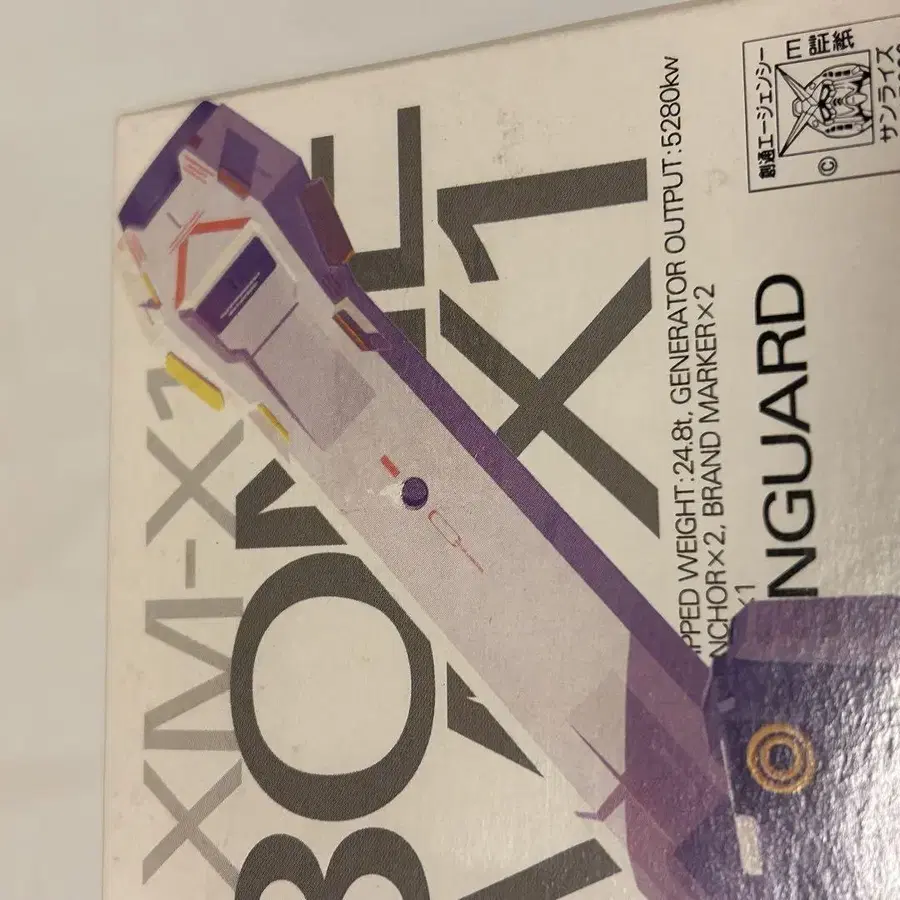 XM-X1
BO
X1
PPED WEIGHT:24.8t, GENERATOR OUTPUT:5280kw
NCHOR×2, BRAND MARKER×2
×1
NGUARD
創通エージェンシー
証紙
©
サンライズ